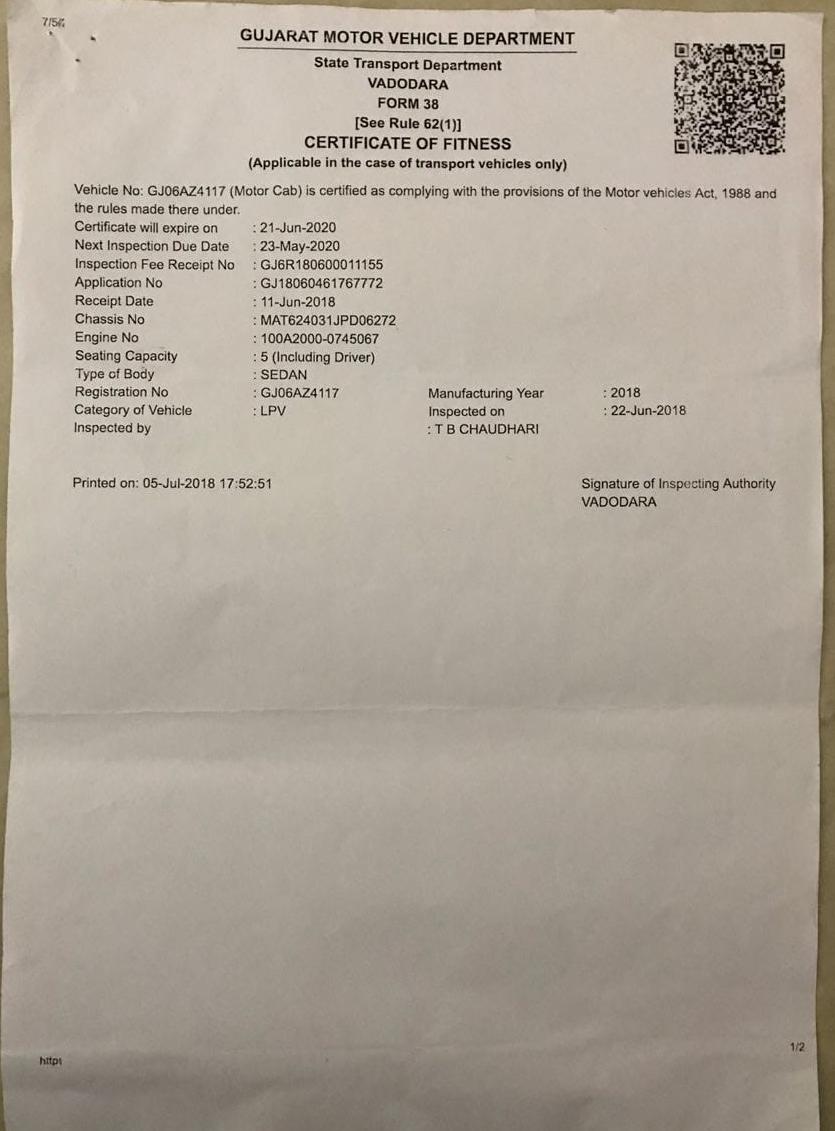 7/5/
GUJARAT MOTOR VEHICLE DEPARTMENT
State Transport Department
VADODARA
FORM 38
[See Rule 62(1)]
CERTIFICATE OF FITNESS
(Applicable in the case of transport vehicles only)
Vehicle No: GJ06AZ4117 (Motor Cab) is certified as complying with the provisions of the Motor vehicles Act, 1988 and
the rules made there under.
Certificate will expire on : 21-Jun-2020
Next Inspection Due Date : 23-May-2020
Inspection Fee Receipt No : GJ6R180600011155
Application No : GJ18060461767772
Receipt Date : 11-Jun-2018
Chassis No : MAT624031JPD06272
Engine No : 100A2000-0745067
Seating Capacity : 5 (Including Driver)
Type of Body : SEDAN
Registration No : GJ06AZ4117 Manufacturing Year : 2018
Category of Vehicle : LPV Inspected on : 22-Jun-2018
Inspected by : T B CHAUDHARI
Printed on: 05-Jul-2018 17:52:51 Signature of Inspecting Authority
VADODARA
1/2
https